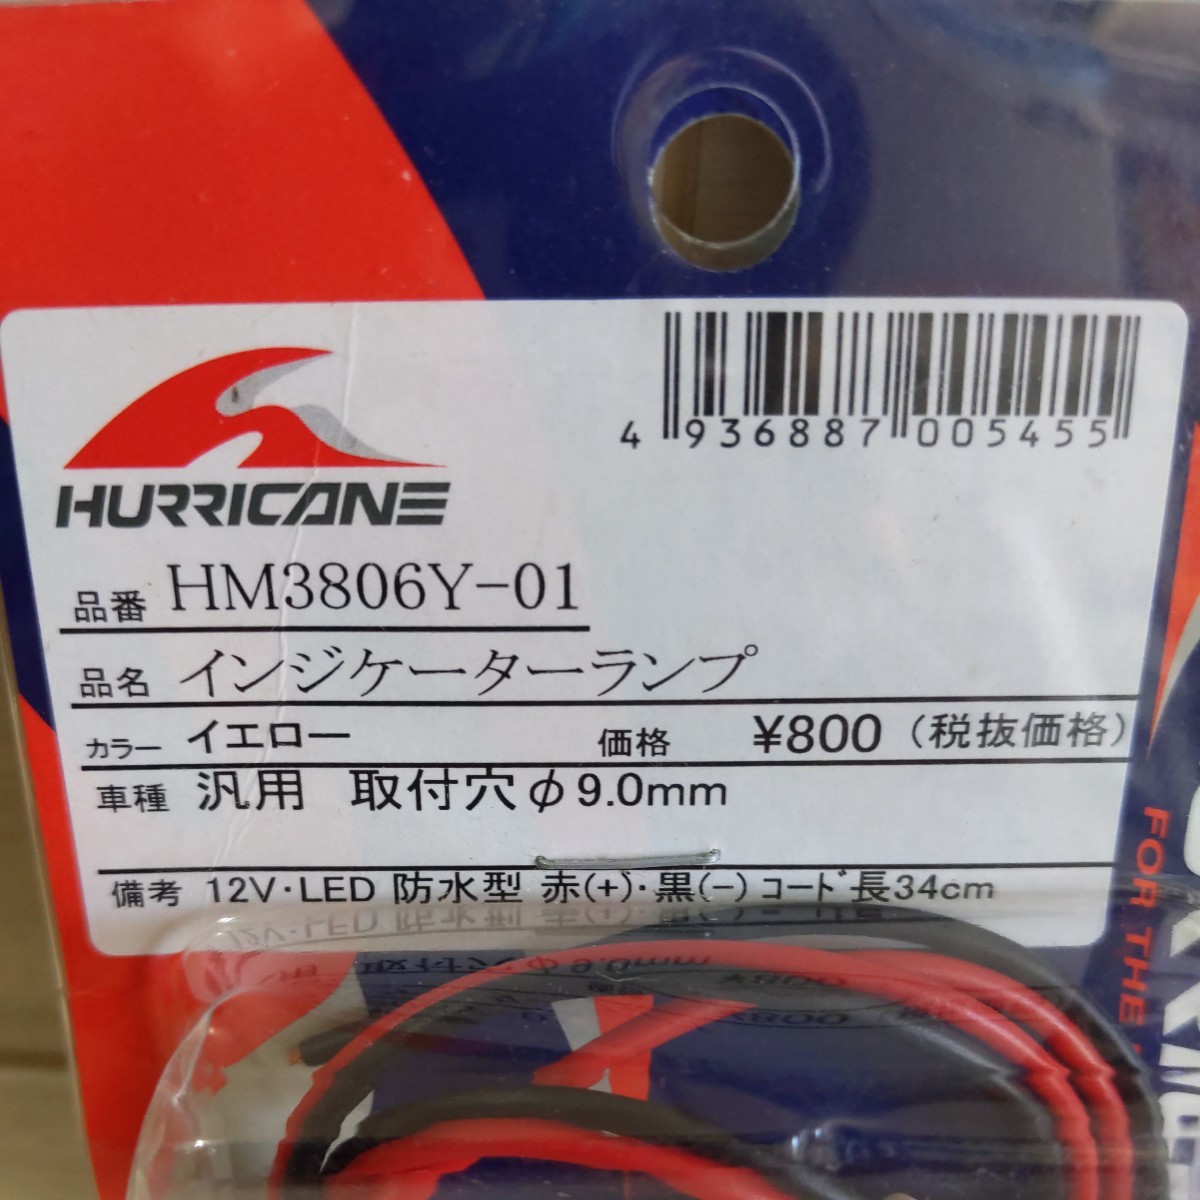 4 936887 005455
HURRICANE
品番 HM3806Y-01
品名 インジケーターランプ
カラー イエロー 価格 ¥800 (税抜価格)
車種 汎用 取付穴φ9.0mm
備考 12V・LED 防水型 赤(+)・黒(-) コード長34cm
FOR THE